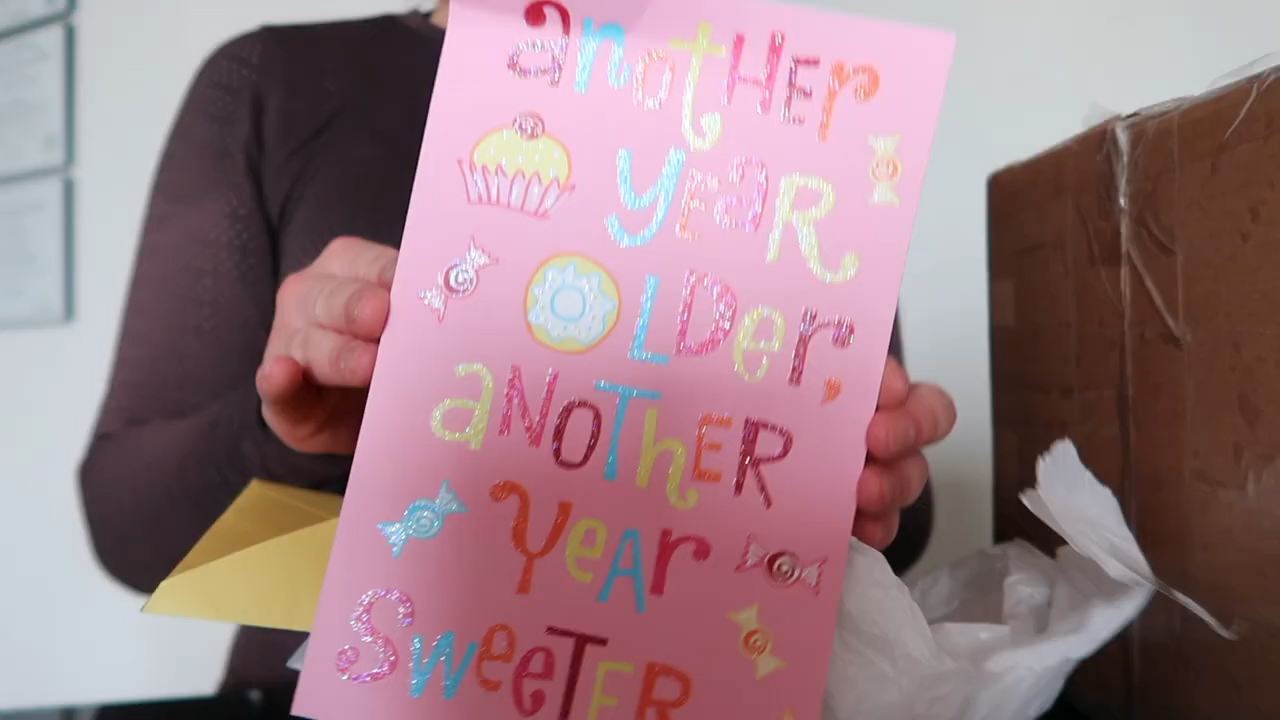 anotHEr
yEaR
OLDer,
aNOTHER
YeAr
SweeTER